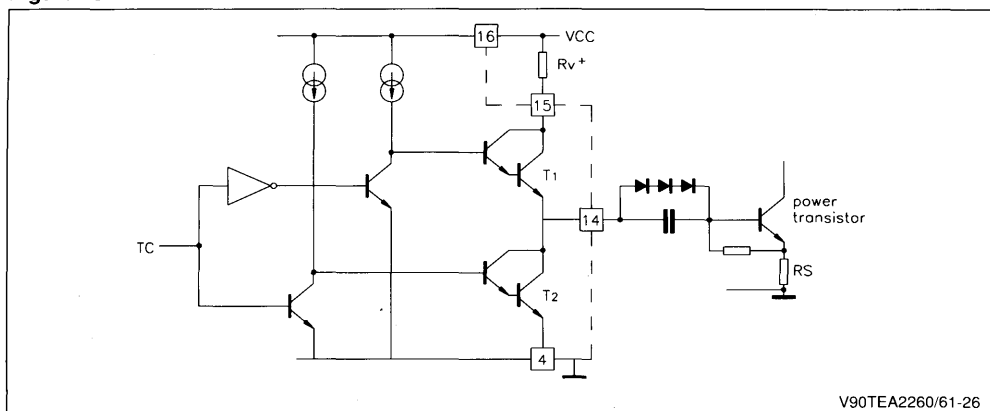 16
VCC
Rv+
15
T1
14
power
transistor
TC
RS
T2
4
V90TEA2260/61-26